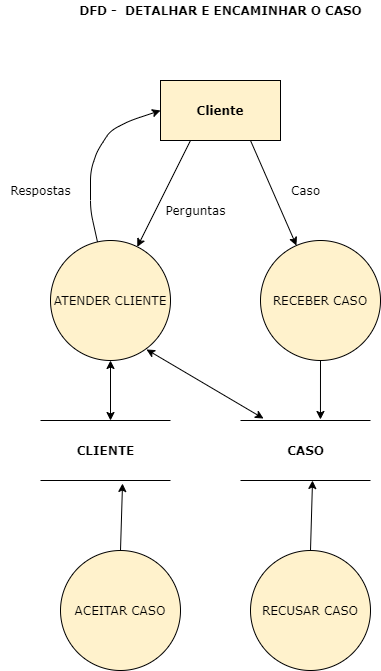 DFD -  DETALHAR E ENCAMINHAR O CASO
Cliente
Respostas
Caso
Perguntas
ATENDER CLIENTE
RECEBER CASO
CLIENTE
CASO
ACEITAR CASO
RECUSAR CASO